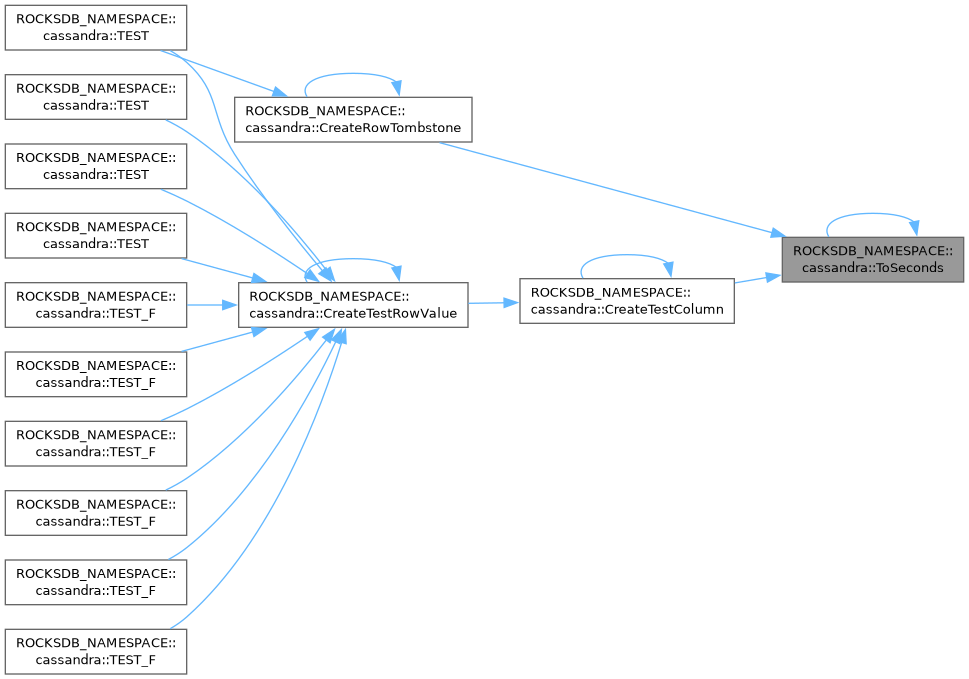 ROCKSDB_NAMESPACE::
cassandra::TEST
ROCKSDB_NAMESPACE::
cassandra::TEST
ROCKSDB_NAMESPACE::
cassandra::TEST
ROCKSDB_NAMESPACE::
cassandra::TEST
ROCKSDB_NAMESPACE::
cassandra::TEST_F
ROCKSDB_NAMESPACE::
cassandra::TEST_F
ROCKSDB_NAMESPACE::
cassandra::TEST_F
ROCKSDB_NAMESPACE::
cassandra::TEST_F
ROCKSDB_NAMESPACE::
cassandra::TEST_F
ROCKSDB_NAMESPACE::
cassandra::TEST_F
ROCKSDB_NAMESPACE::
cassandra::CreateRowTombstone
ROCKSDB_NAMESPACE::
cassandra::CreateTestRowValue
ROCKSDB_NAMESPACE::
cassandra::CreateTestColumn
ROCKSDB_NAMESPACE::
cassandra::ToSeconds